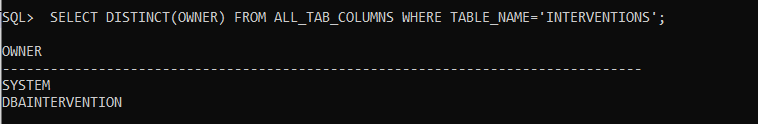 SQL>  SELECT DISTINCT(OWNER) FROM ALL_TAB_COLUMNS WHERE TABLE_NAME='INTERVENTIONS';
OWNER
--------------------------------------------------------------------------------
SYSTEM
DBAINTERVENTION